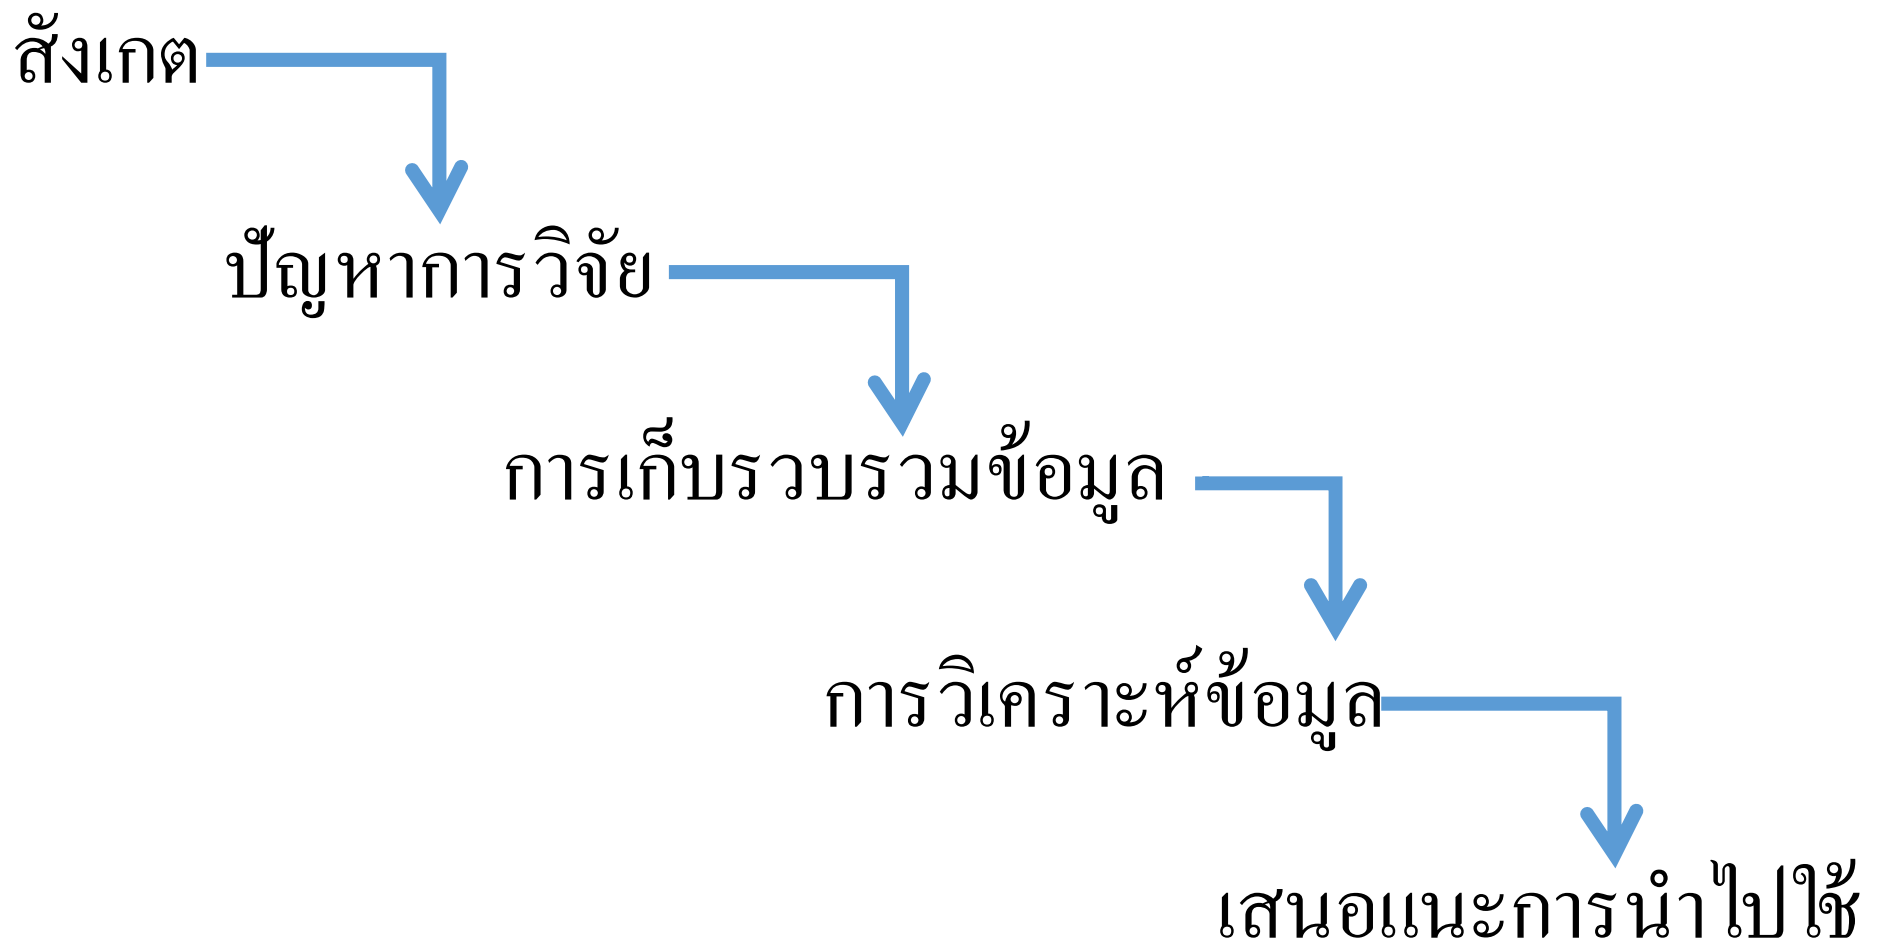 สังเกต
ปัญหาการวิจัย
การเก็บรวบรวมข้อมูล
การวิเคราะห์ข้อมูล
เสนอแนะการนำไปใช้